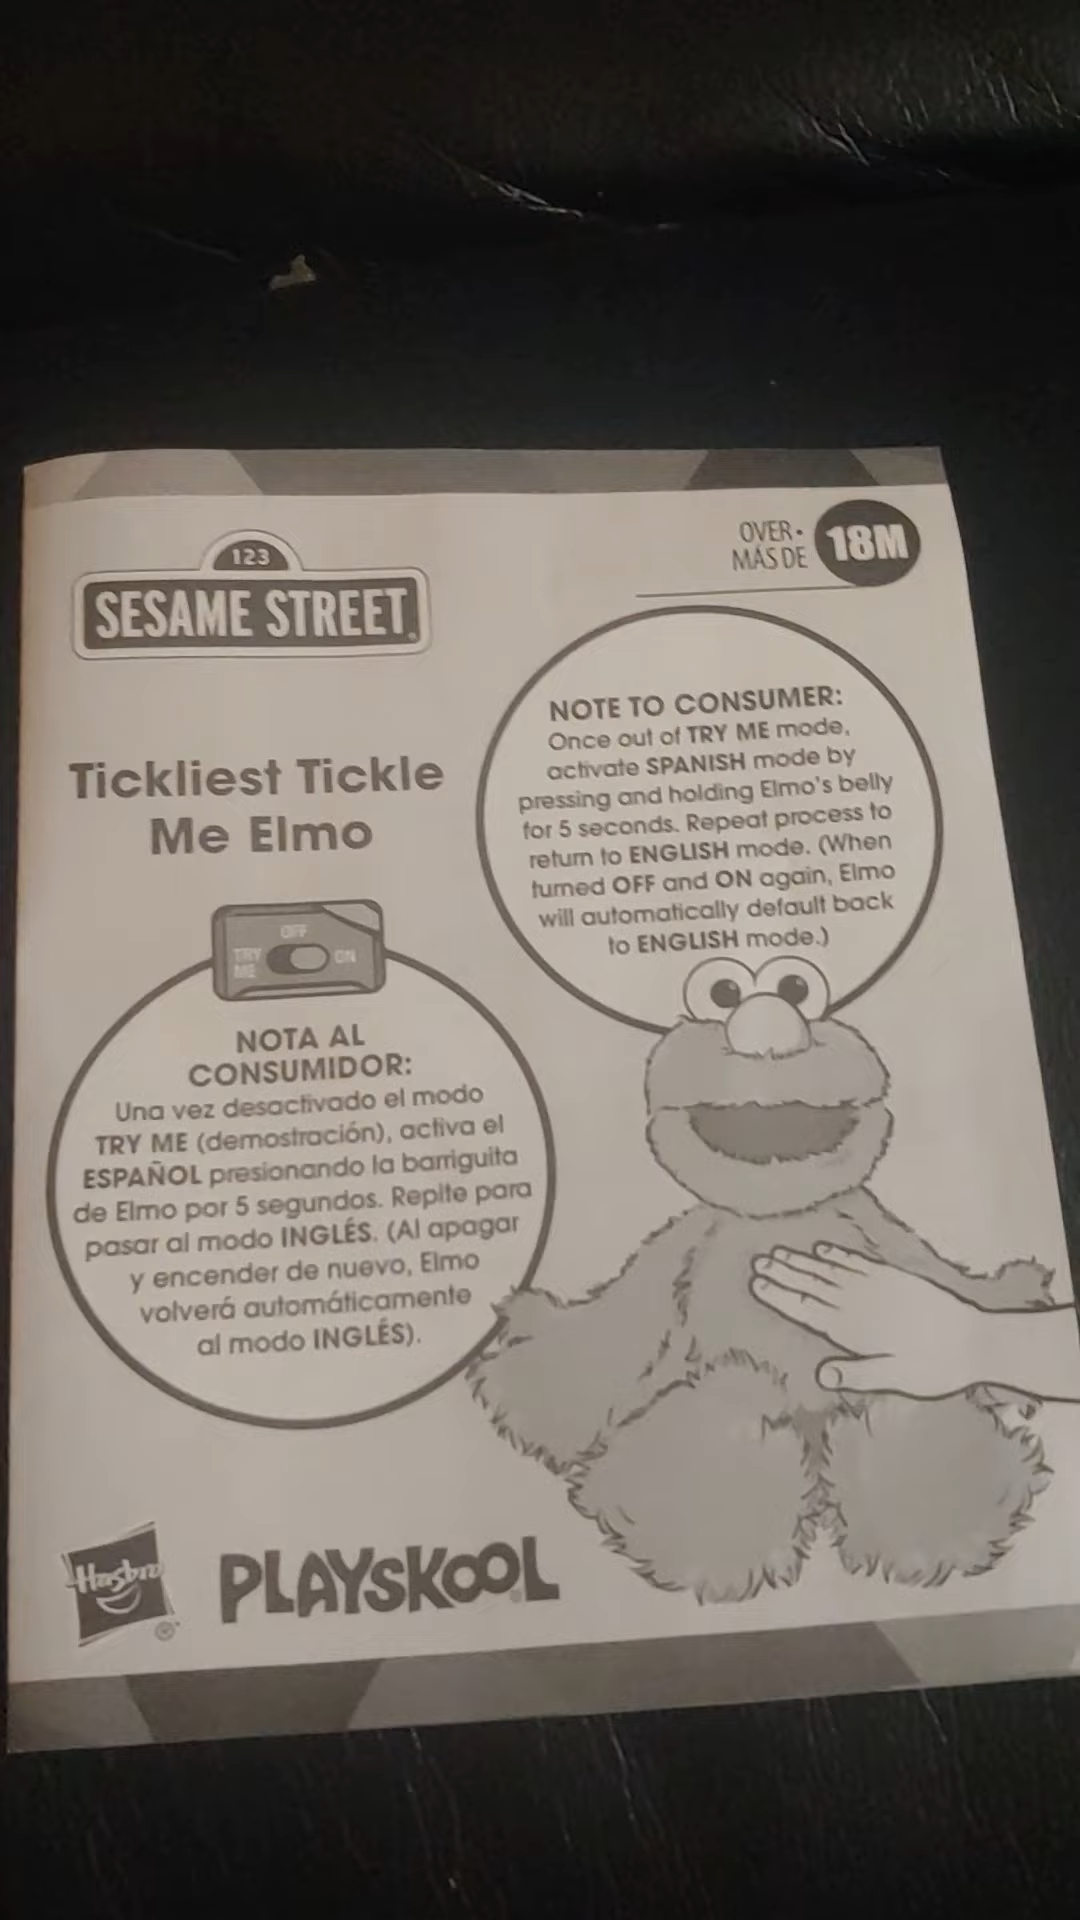 OVER •
MÁS DE
18M
123
SESAME STREET®
NOTE TO CONSUMER:
Once out of TRY ME mode,
activate SPANISH mode by
pressing and holding Elmo's belly
for 5 seconds. Repeat process to
return to ENGLISH mode. (When
turned OFF and ON again, Elmo
will automatically default back
to ENGLISH mode.)
Tickliest Tickle
Me Elmo
OFF
TRY
ME
ON
NOTA AL
CONSUMIDOR:
Una vez desactivado el modo
TRY ME (demostración), activa el
ESPAÑOL presionando la barriguita
de Elmo por 5 segundos. Repite para
pasar al modo INGLÉS. (Al apagar
y encender de nuevo, Elmo
volverá automáticamente
al modo INGLÉS).
Hasbro
®
PLAYSKOOL®